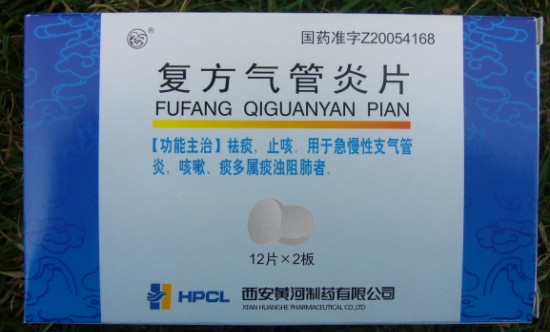 国药准字Z20054168
复方气管炎片
FUFANG QIGUANYAN PIAN
【功能主治】祛痰，止咳。用于急慢性支气管
炎，咳嗽、痰多属痰浊阻肺者。
12片×2板
HPCL 西安黄河制药有限公司
XIAN HUANGHE PHARMACEUTICAL CO.,LTD